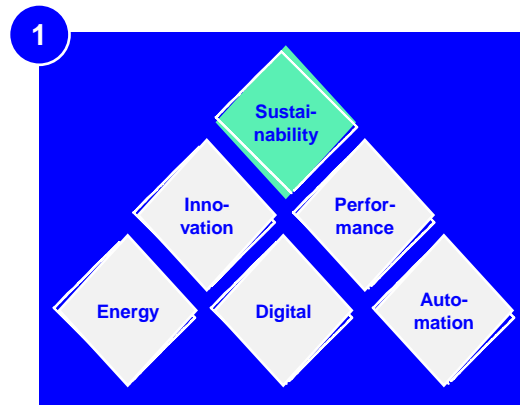 1
Sustai-
nability
Inno-
vation
Perfor-
mance
Energy
Digital
Auto-
mation